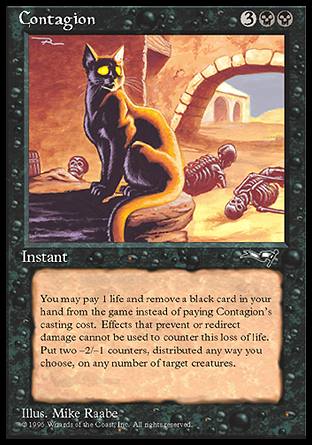 Contagion 3
Instant
You may pay 1 life and remove a black card in your
hand from the game instead of paying Contagion's
casting cost. Effects that prevent or redirect
damage cannot be used to counter this loss of life.
Put two –2/–1 counters, distributed any way you
choose, on any number of target creatures.
Illus. Mike Raabe
© 1996 Wizards of the Coast, Inc. All rights reserved.